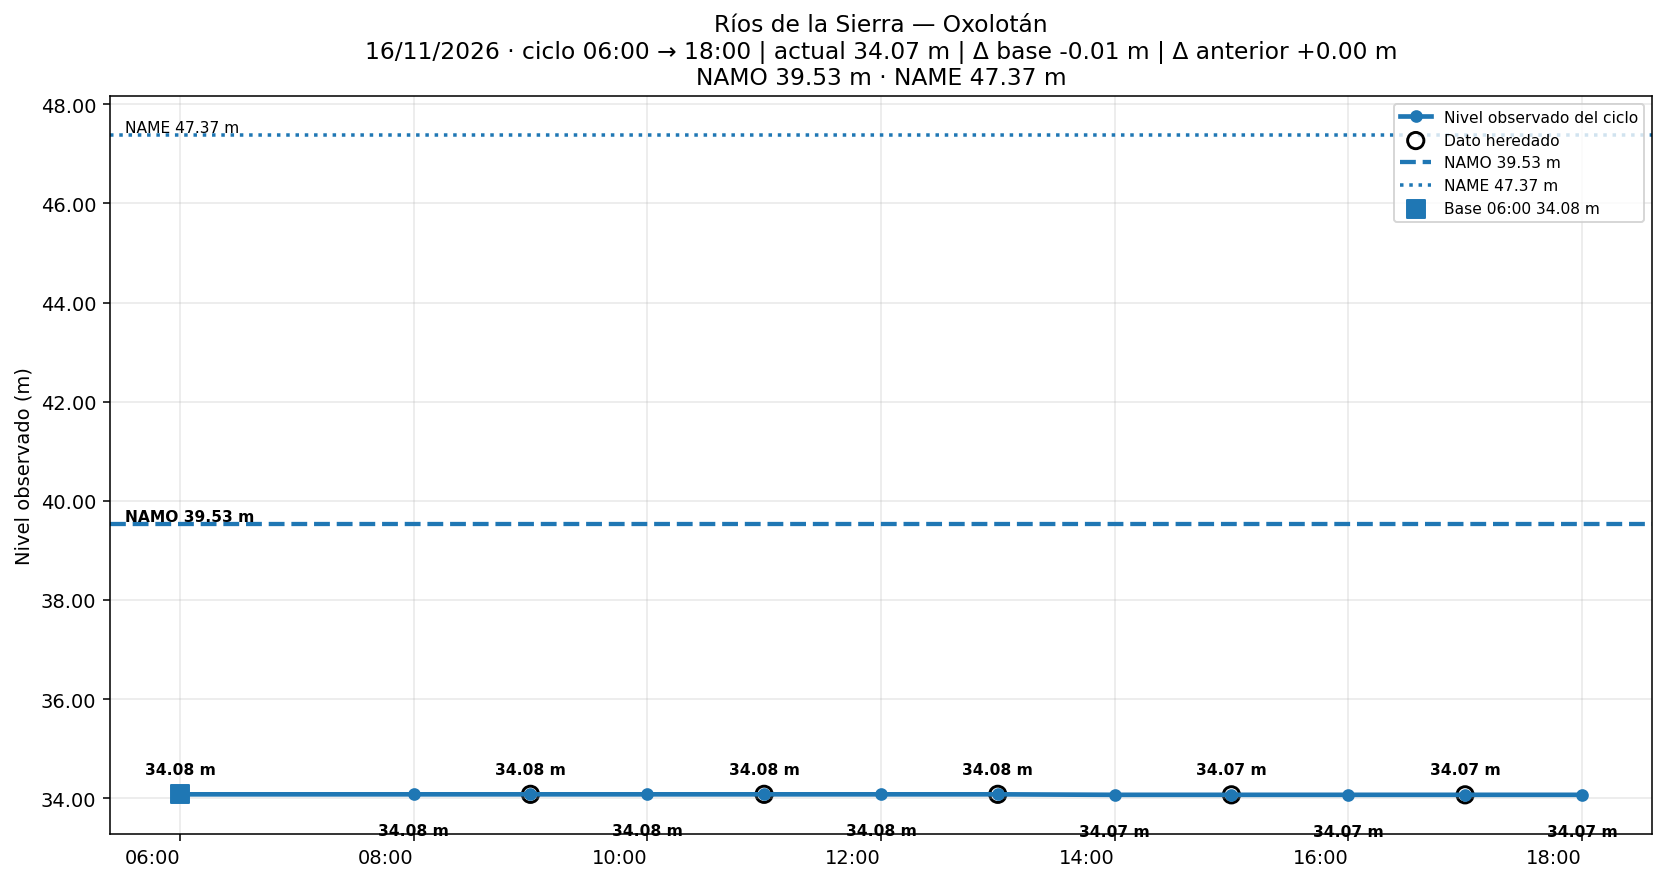 Ríos de la Sierra — Oxolotán
16/11/2026 · ciclo 06:00 → 18:00 | actual 34.07 m | Δ base -0.01 m | Δ anterior +0.00 m
NAMO 39.53 m · NAME 47.37 m
Nivel observado (m)
48.00
46.00
44.00
42.00
40.00
38.00
36.00
34.00
NAME 47.37 m
NAMO 39.53 m
Nivel observado del ciclo
Dato heredado
NAMO 39.53 m
NAME 47.37 m
Base 06:00 34.08 m
34.08 m 34.08 m 34.08 m 34.08 m 34.07 m 34.07 m
34.08 m 34.08 m 34.08 m 34.07 m 34.07 m 34.07 m
06:00 08:00 10:00 12:00 14:00 16:00 18:00